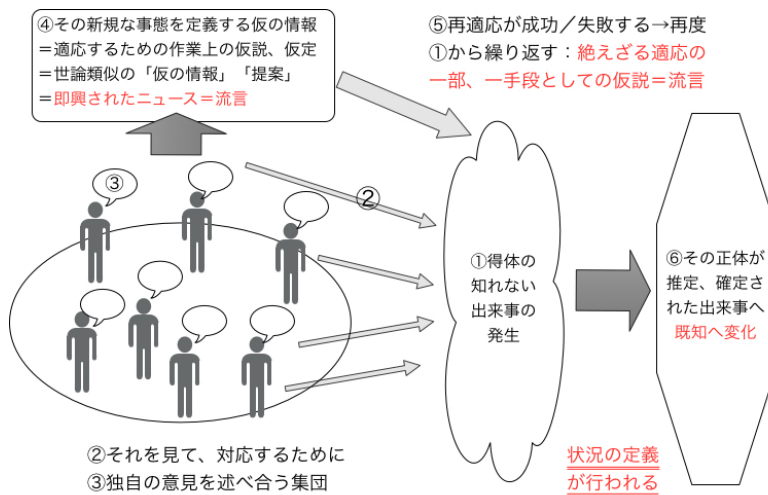 ④その新規な事態を定義する仮の情報
＝適応するための作業上の仮説、仮定
＝世論類似の「仮の情報」「提案」
＝即興されたニュース＝流言
⑤再適応が成功／失敗する→再度
①から繰り返す：絶えざる適応の
一部、一手段としての仮説＝流言
③
②
①得体の
知れない
出来事の
発生
⑥その正体が
推定、確定さ
れた出来事へ
既知へ変化
②それを見て、対応するために
③独自の意見を述べ合う集団
状況の定義
が行われる